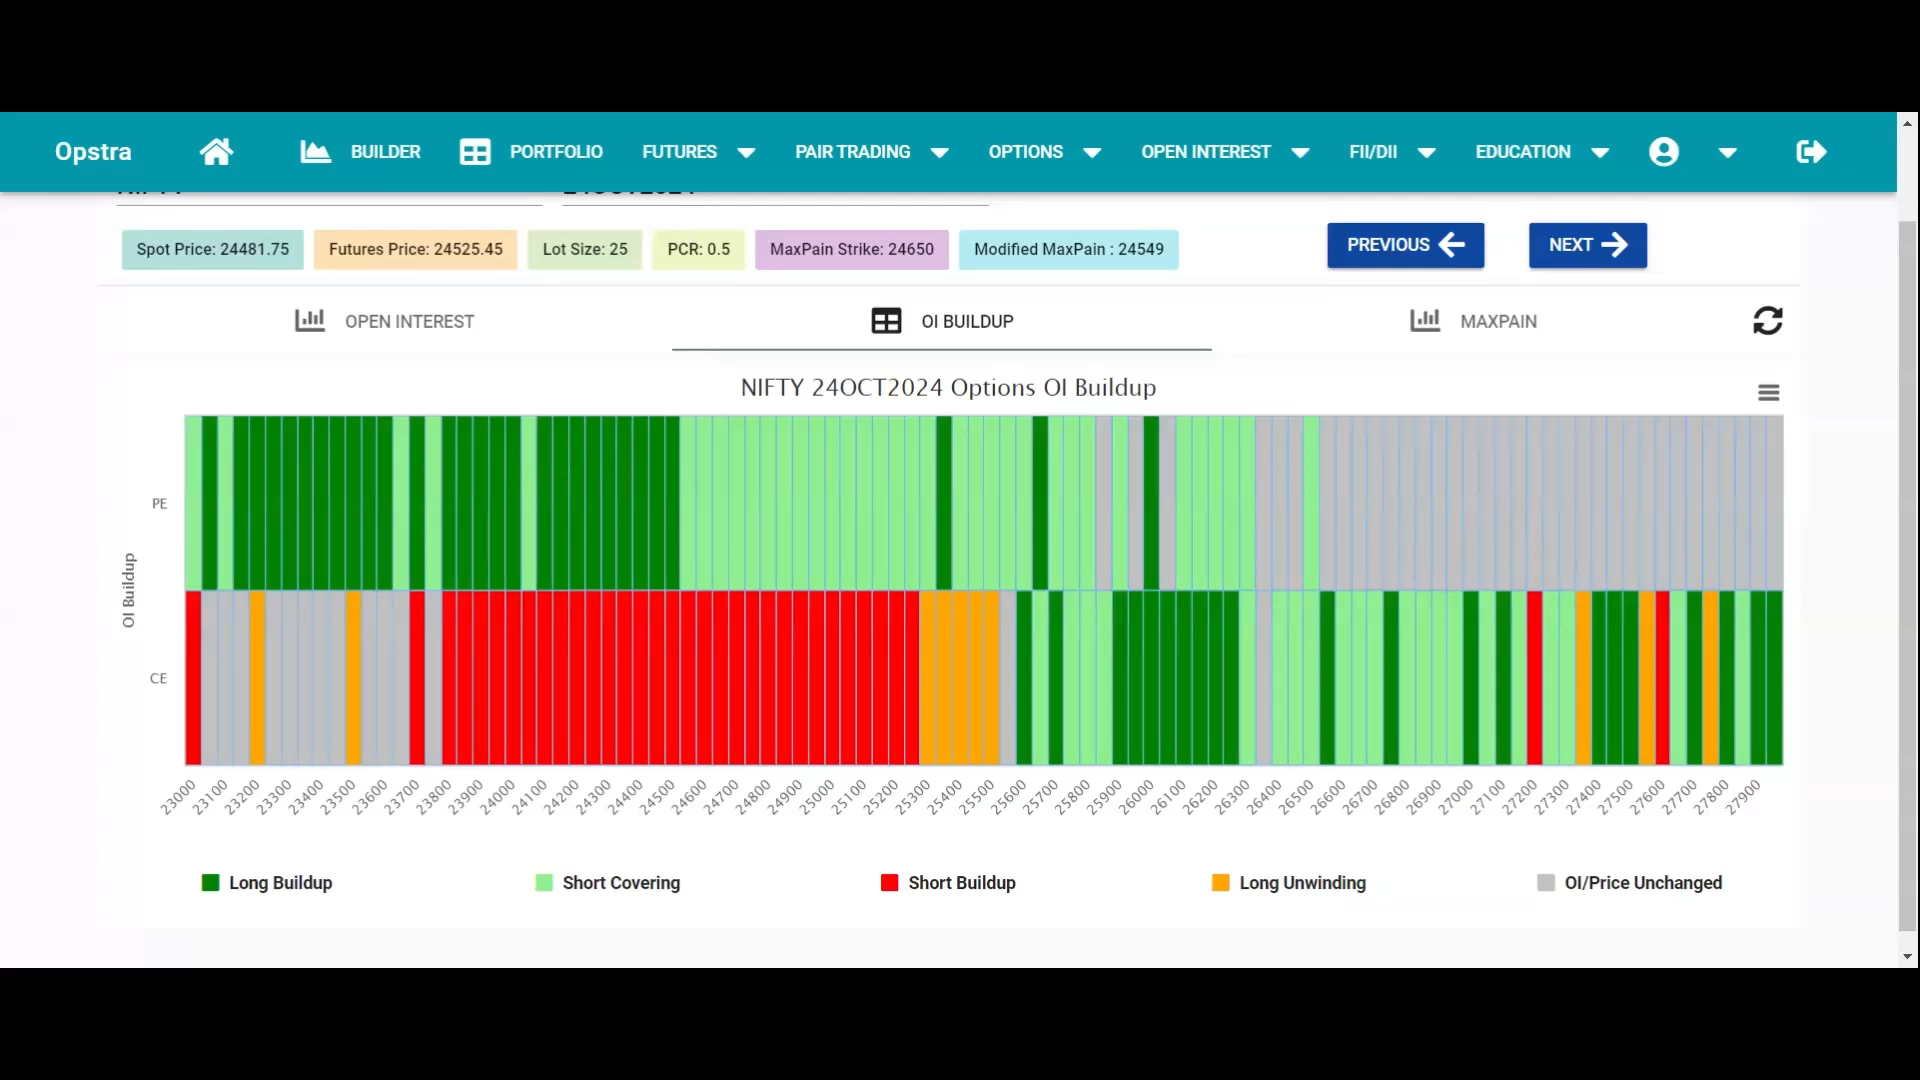 Opstra BUILDER PORTFOLIO FUTURES PAIR TRADING OPTIONS OPEN INTEREST FII/DII EDUCATION
Spot Price: 24481.75 Futures Price: 24525.45 Lot Size: 25 PCR: 0.5 MaxPain Strike: 24650 Modified MaxPain : 24549 PREVIOUS NEXT
OPEN INTEREST OI BUILDUP MAXPAIN
NIFTY 24OCT2024 Options OI Buildup
PE
OI Buildup
CE
23000 23100 23200 23300 23400 23500 23600 23700 23800 23900 24000 24100 24200 24300 24400 24500 24600 24700 24800 24900 25000 25100 25200 25300 25400 25500 25600 25700 25800 25900 26000 26100 26200 26300 26400 26500 26600 26700 26800 26900 27000 27100 27200 27300 27400 27500 27600 27700 27800 27900
Long Buildup Short Covering Short Buildup Long Unwinding OI/Price Unchanged